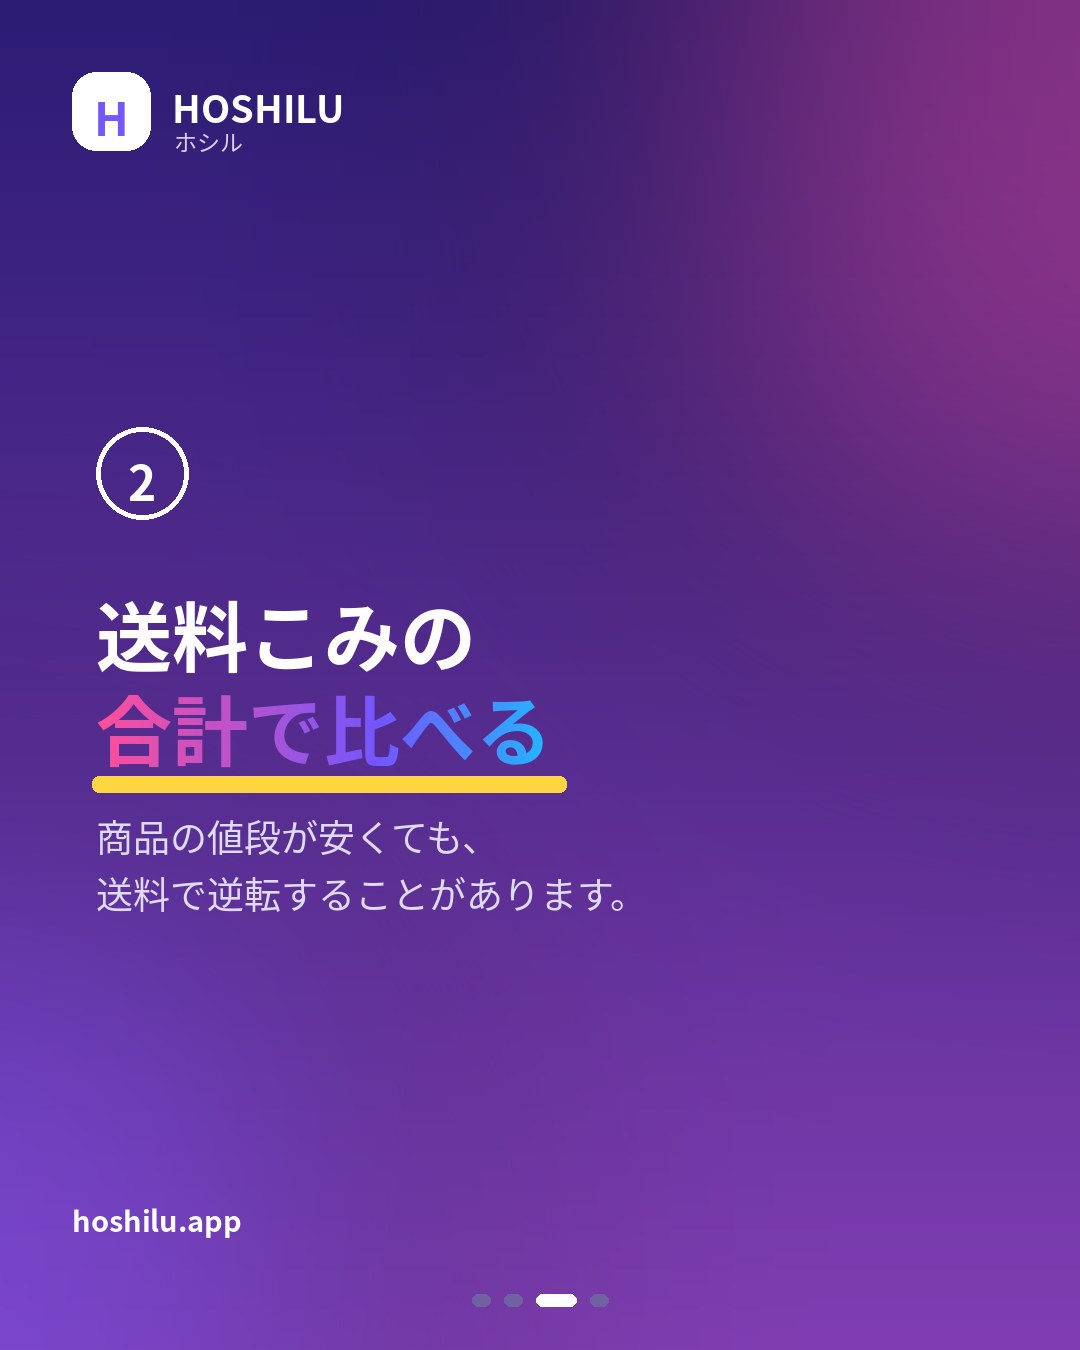 H
HOSHILU
ホシル
2
送料こみの
合計で比べる
商品の値段が安くても、
送料で逆転することがあります。
hoshilu.app